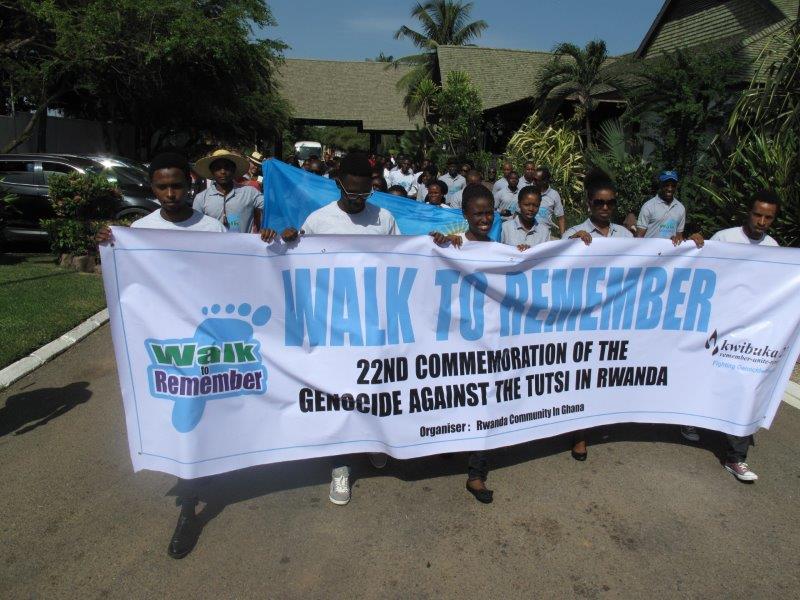 WALK TO REMEMBER
Walk
to
Remember
22ND COMMEMORATION OF THE
GENOCIDE AGAINST THE TUTSI IN RWANDA
Organiser : Rwanda Community In Ghana
kwibuka
remember-unite-
Fighting